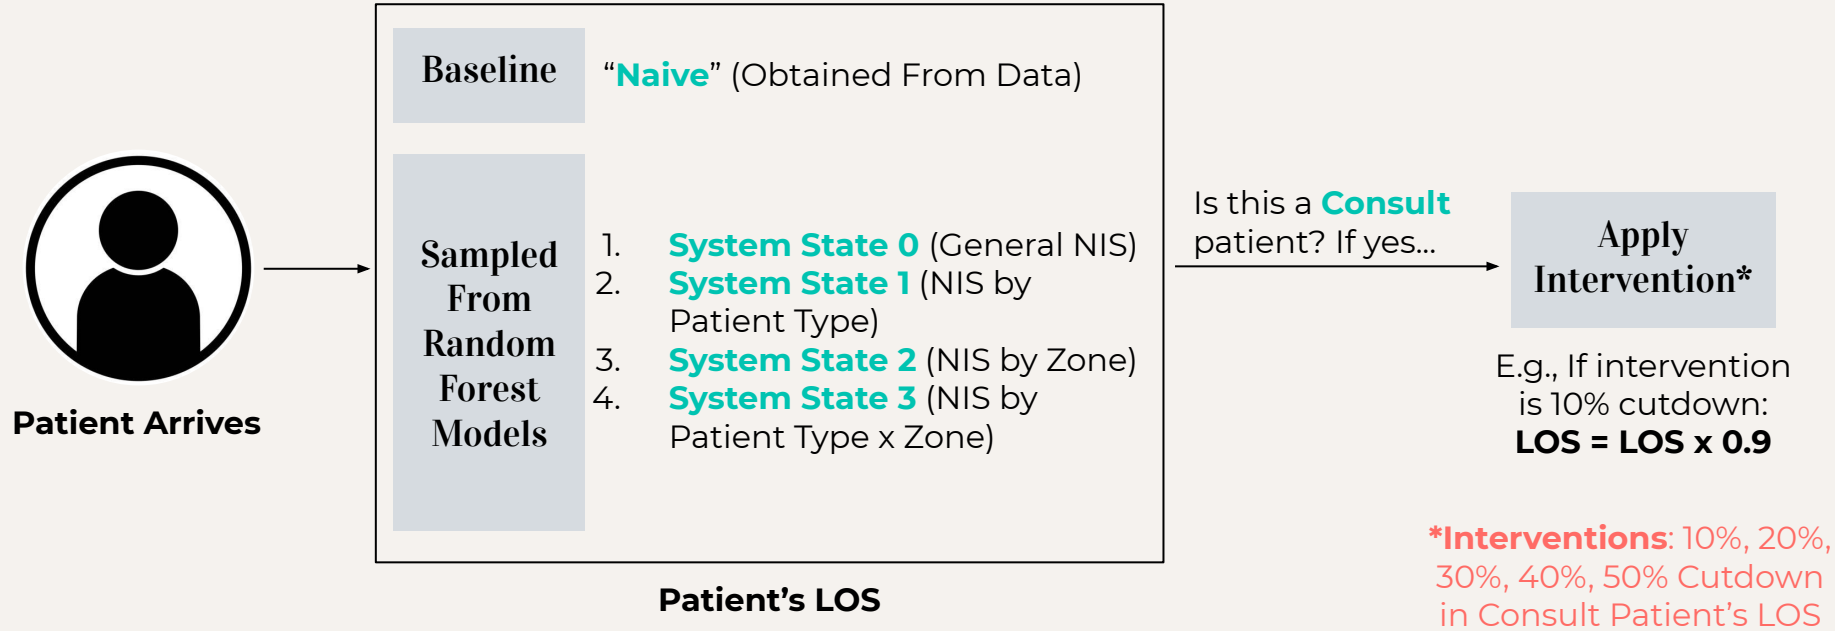 Patient Arrives
Baseline
“Naive” (Obtained From Data)
Sampled
From
Random
Forest
Models
1. System State 0 (General NIS)
2. System State 1 (NIS by
Patient Type)
3. System State 2 (NIS by Zone)
4. System State 3 (NIS by
Patient Type x Zone)
Patient’s LOS
Is this a Consult
patient? If yes...
Apply
Intervention*
E.g., If intervention
is 10% cutdown:
LOS = LOS x 0.9
*Interventions: 10%, 20%,
30%, 40%, 50% Cutdown
in Consult Patient’s LOS